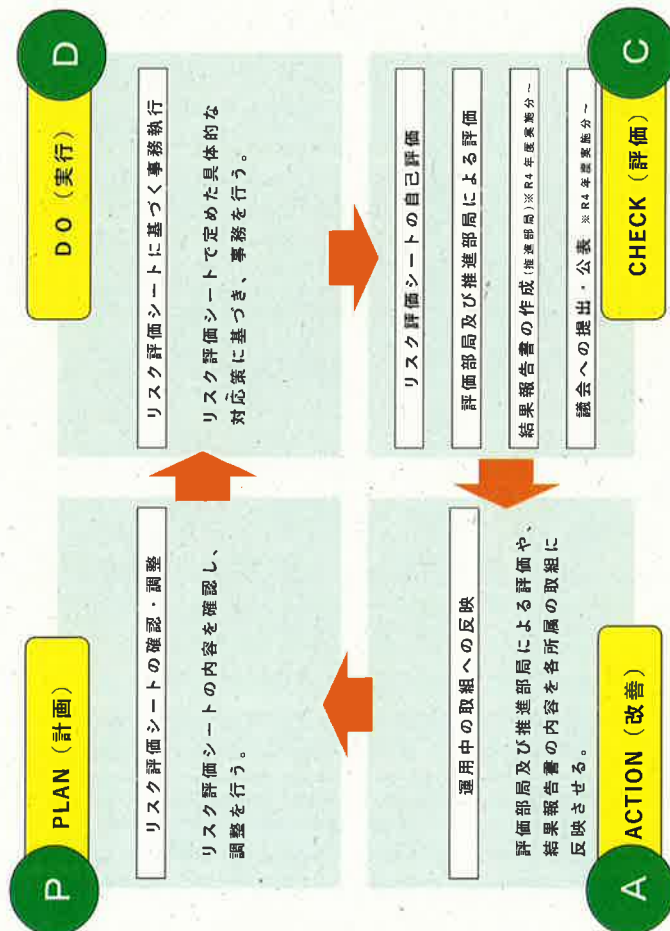 P
PLAN（計画）
リスク評価シートの確認・調整
リスク評価シートの内容を確認し、
調整を行う。
D
DO（実行）
リスク評価シートに基づく事務執行
リスク評価シートで定めた具体的な
対応策に基づき、事務を行う。
C
CHECK（評価）
リスク評価シートの自己評価
評価部局及び推進部局による評価
結果報告書の作成（推進部局）※R4年度実施分～
議会への提出・公表 ※R4年度実施分～
A
ACTION（改善）
運用中の取組への反映
評価部局及び推進部局による評価や、
結果報告書の内容を各所属の取組に
反映させる。